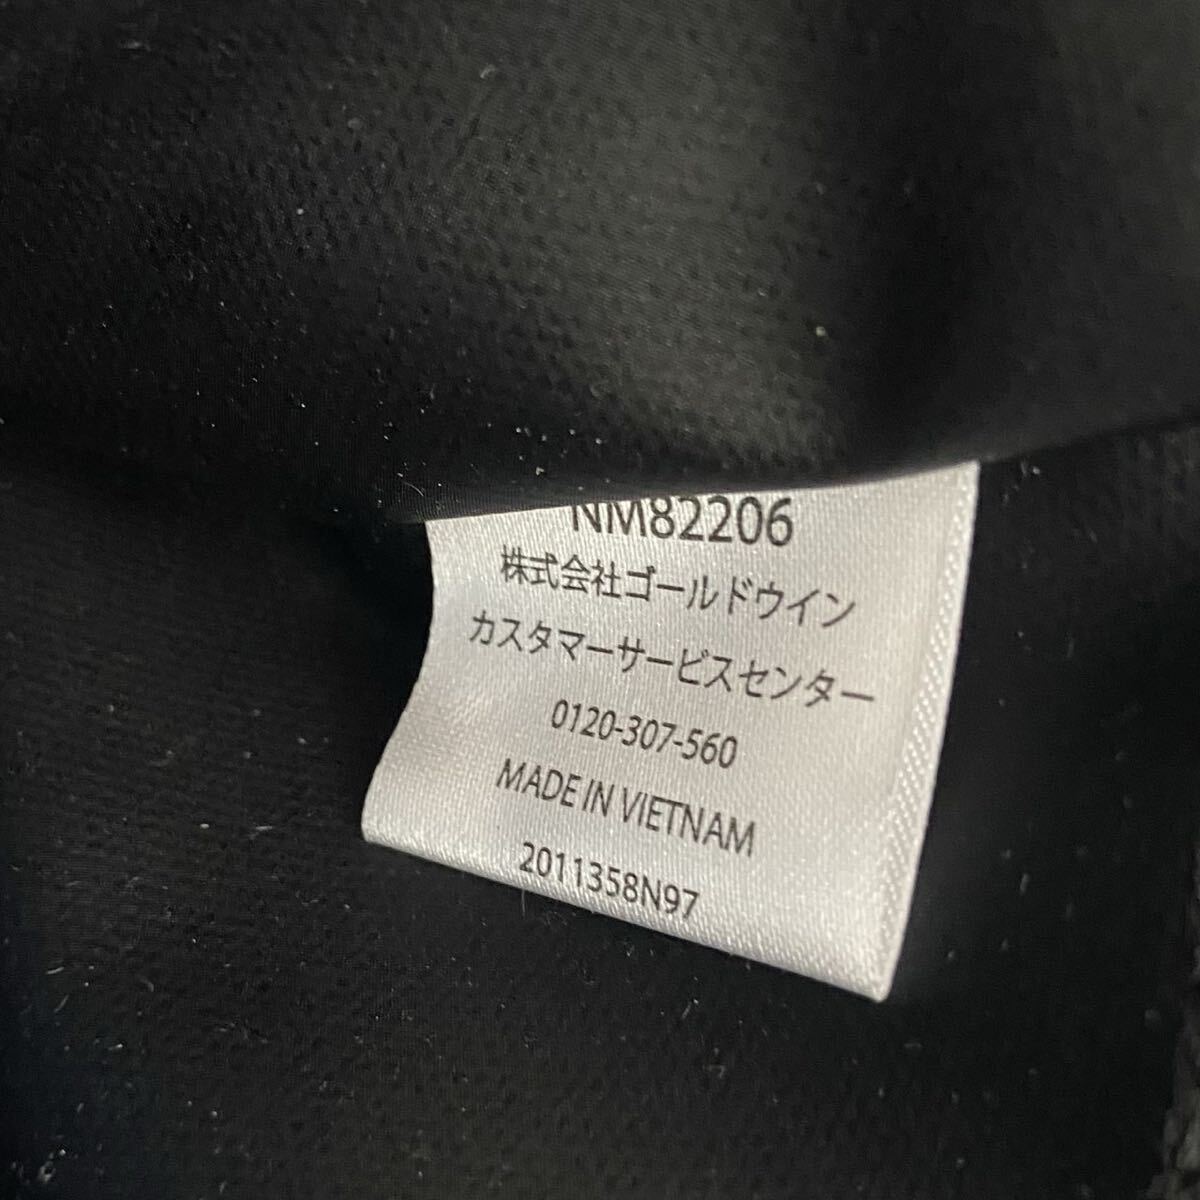 NM82206
株式会社ゴールドウイン
カスタマーサービスセンター
0120-307-560
MADE IN VIETNAM
2011358N97